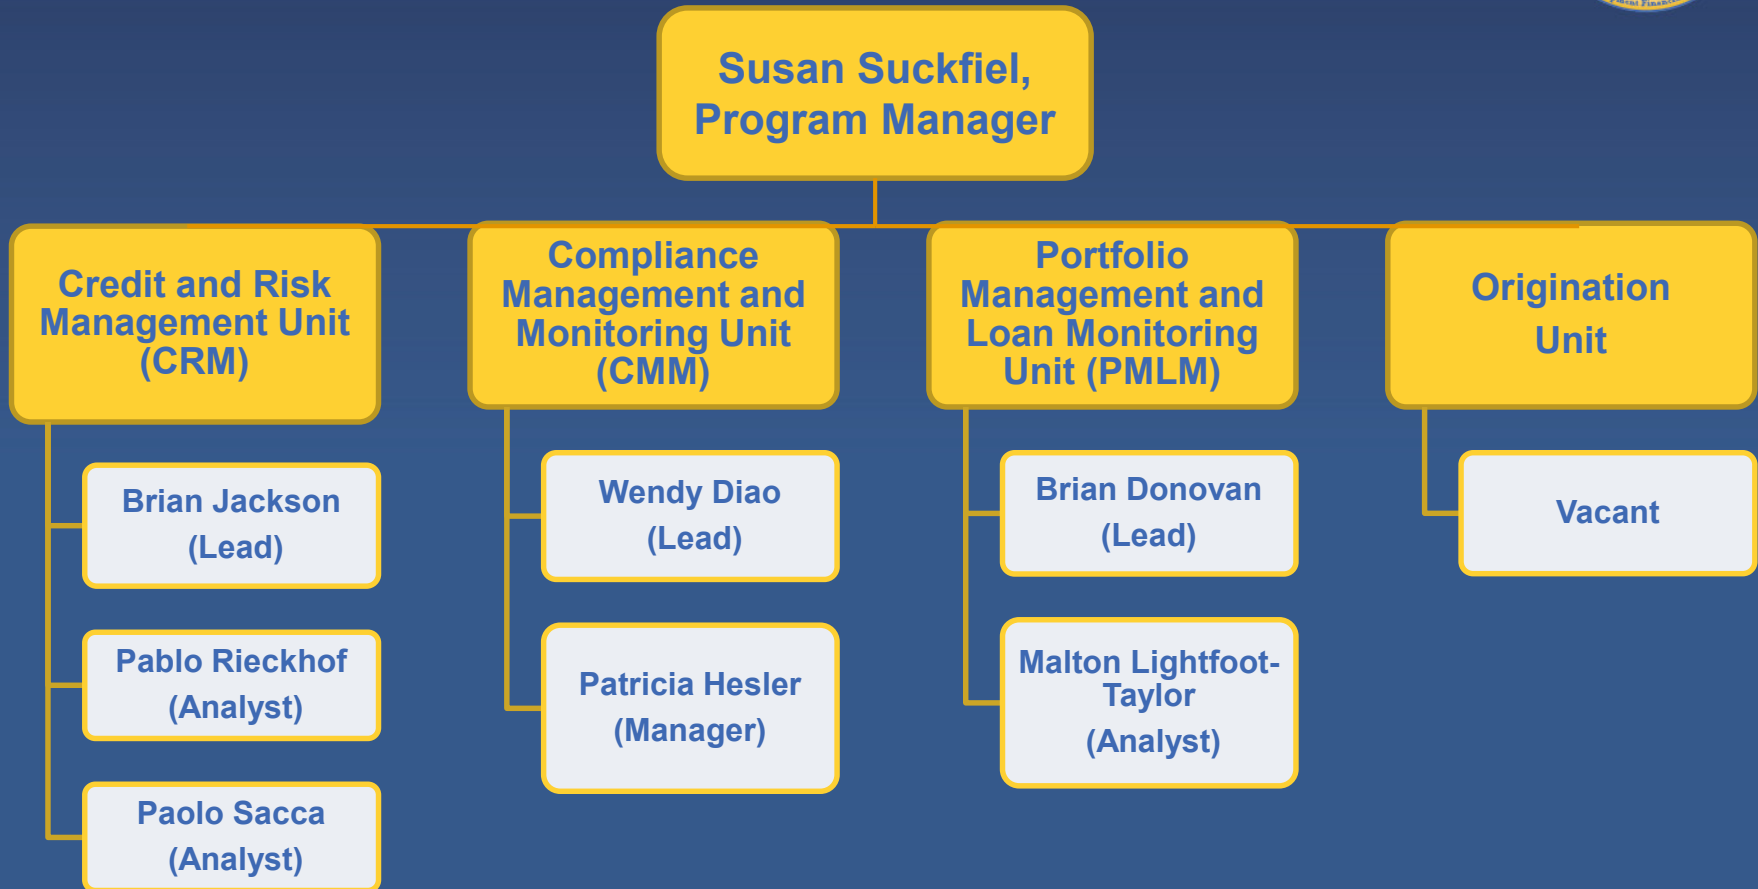 Susan Suckfiel,
Program Manager
Credit and Risk
Management Unit
(CRM)
Brian Jackson
(Lead)
Pablo Rieckhof
(Analyst)
Paolo Sacca
(Analyst)
Compliance
Management and
Monitoring Unit
(CMM)
Wendy Diao
(Lead)
Patricia Hesler
(Manager)
Portfolio
Management and
Loan Monitoring
Unit (PMLM)
Brian Donovan
(Lead)
Malton Lightfoot-
Taylor
(Analyst)
Origination
Unit
Vacant